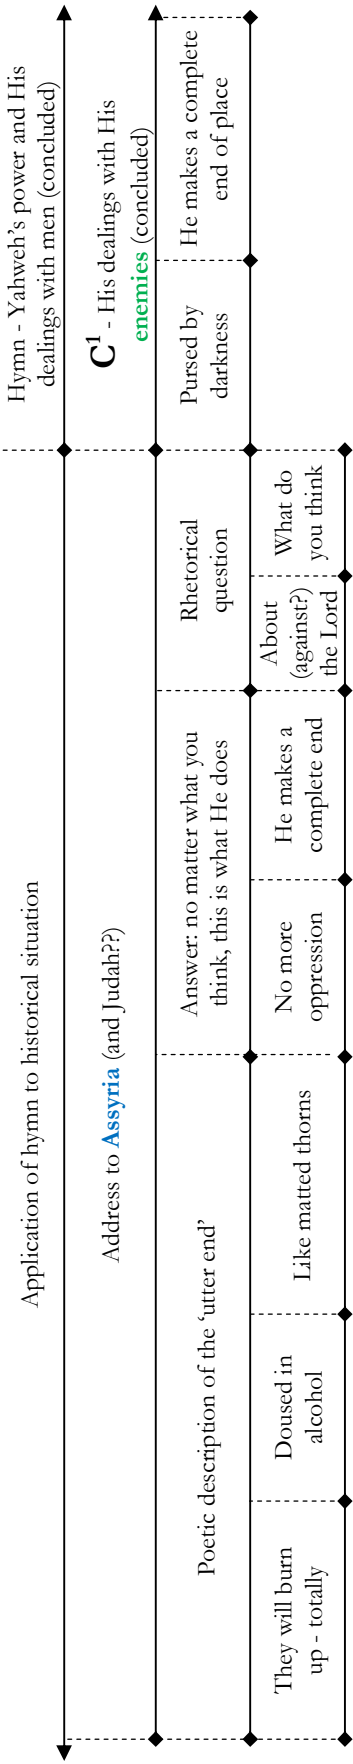 Application of hymn to historical situation
Hymn - Yahweh's power and His
dealings with men (concluded)
Address to Assyria (and Judah??)
C¹ - His dealings with His
enemies (concluded)
Poetic description of the ‘utter end’
Answer: no matter what you
think, this is what He does
Rhetorical
question
Pursed by
darkness
He makes a complete
end of place
They will burn
up - totally
Doused in
alcohol
Like matted thorns
No more
oppression
He makes a
complete end
About
(against?)
the Lord
What do
you think